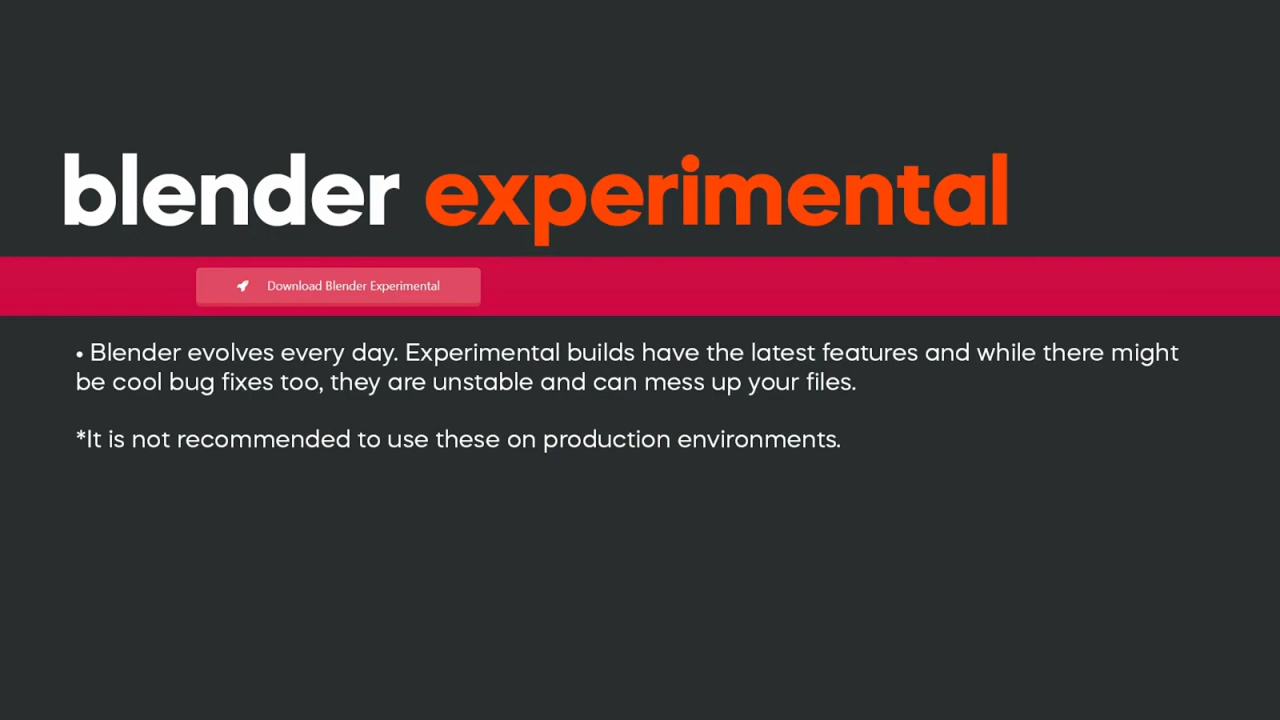 blender experimental
Download Blender Experimental
• Blender evolves every day. Experimental builds have the latest features and while there might
be cool bug fixes too, they are unstable and can mess up your files.
*It is not recommended to use these on production environments.